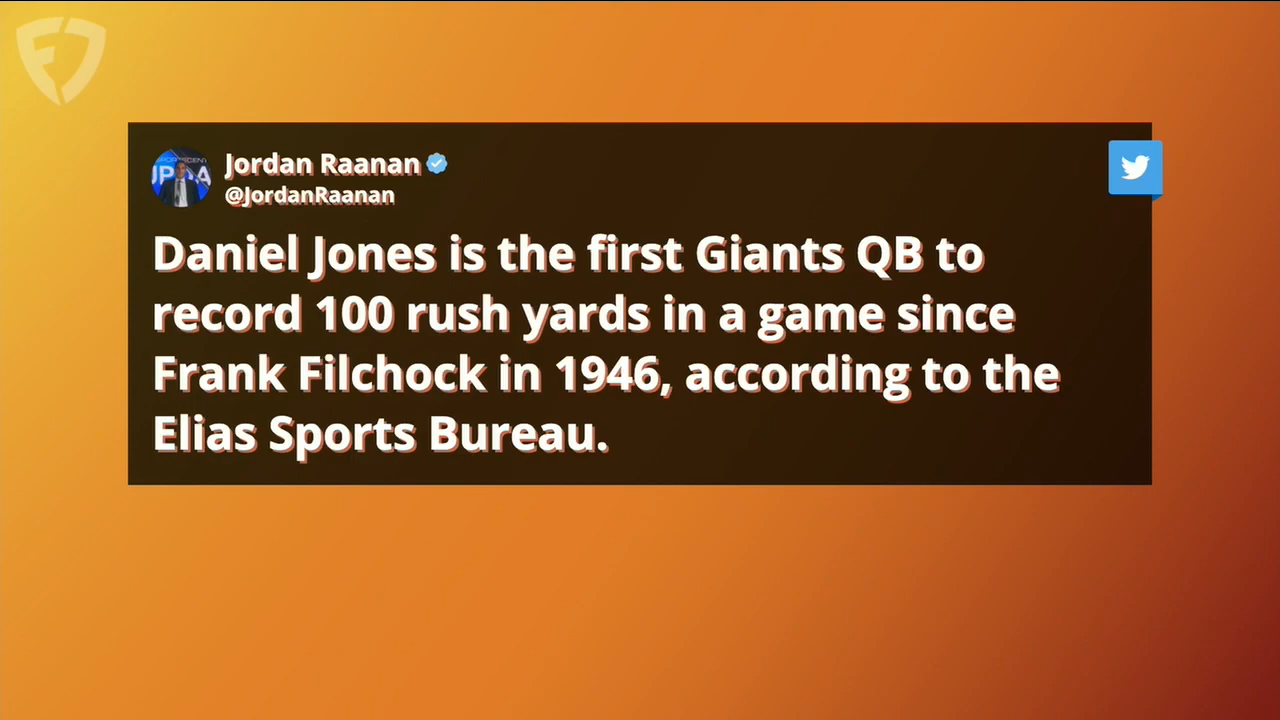 Jordan Raanan
@JordanRaanan
Daniel Jones is the first Giants QB to
record 100 rush yards in a game since
Frank Filchock in 1946, according to the
Elias Sports Bureau.